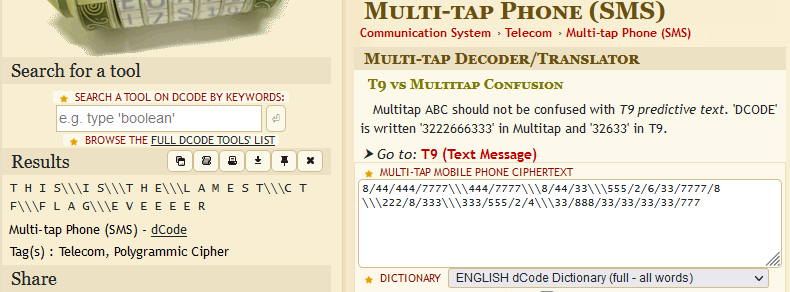 Search for a tool
SEARCH A TOOL ON DCODE BY KEYWORDS:
e.g. type 'boolean'
BROWSE THE FULL DCODE TOOLS' LIST
Results
T H I S\\\I S\\\T H E\\\L A M E S T\\\C T
F\\\F L A G\\\E V E E E E R
Multi-tap Phone (SMS) - dCode
Tag(s) : Telecom, Polygrammic Cipher
Share
MULTI-TAP PHONE (SMS)
Communication System › Telecom › Multi-tap Phone (SMS)
MULTI-TAP DECODER/TRANSLATOR
T9 VS MULTITAP CONFUSION
Multitap ABC should not be confused with T9 predictive text. 'DCODE'
is written '3222666333' in Multitap and '32633' in T9.
➤ Go to: T9 (Text Message)
MULTI-TAP MOBILE PHONE CIPHERTEXT
8/44/444/7777\\\444/7777\\\8/44/33\\\555/2/6/33/7777/8
\\\222/8/333\\\333/555/2/4\\\33/888/33/33/33/33/777
DICTIONARY ENGLISH dCode Dictionary (full - all words)